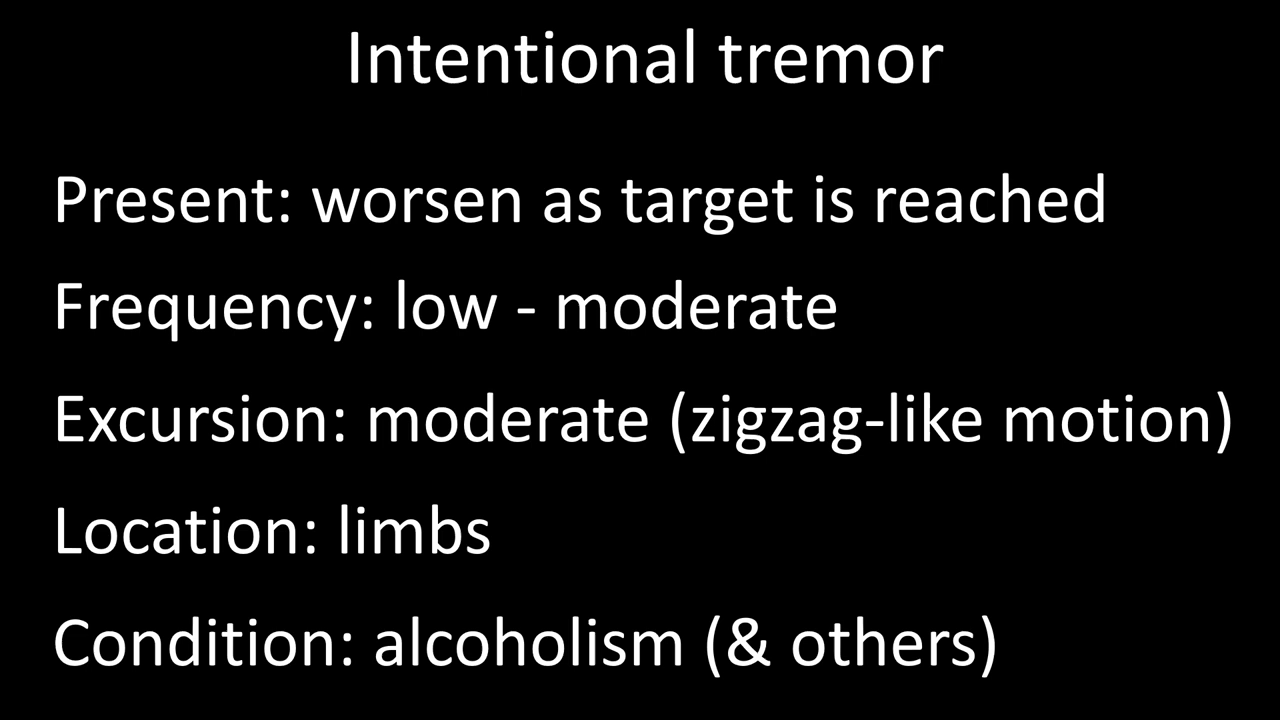 Intentional tremor
Present: worsen as target is reached
Frequency: low - moderate
Excursion: moderate (zigzag-like motion)
Location: limbs
Condition: alcoholism (& others)